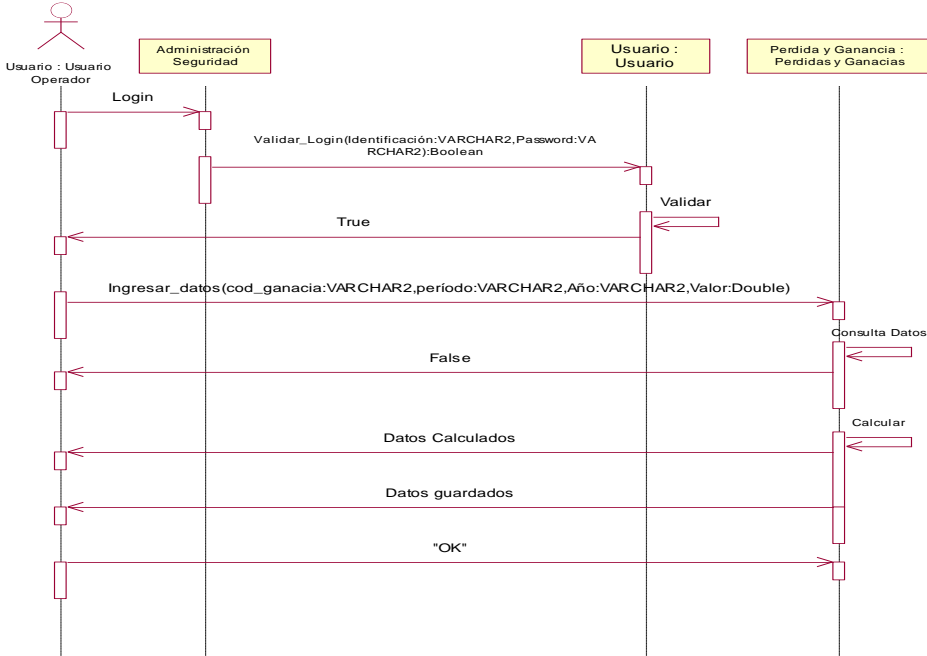 Usuario : Usuario
Operador
Administración
Seguridad
Usuario :
Usuario
Perdida y Ganancia :
Perdidas y Ganacias
Login
Validar_Login(Identificación:VARCHAR2,Password:VA
RCHAR2):Boolean
Validar
True
Ingresar_datos(cod_ganacia:VARCHAR2,período:VARCHAR2,Año:VARCHAR2,Valor:Double)
Consulta Datos
False
Calcular
Datos Calculados
Datos guardados
"OK"